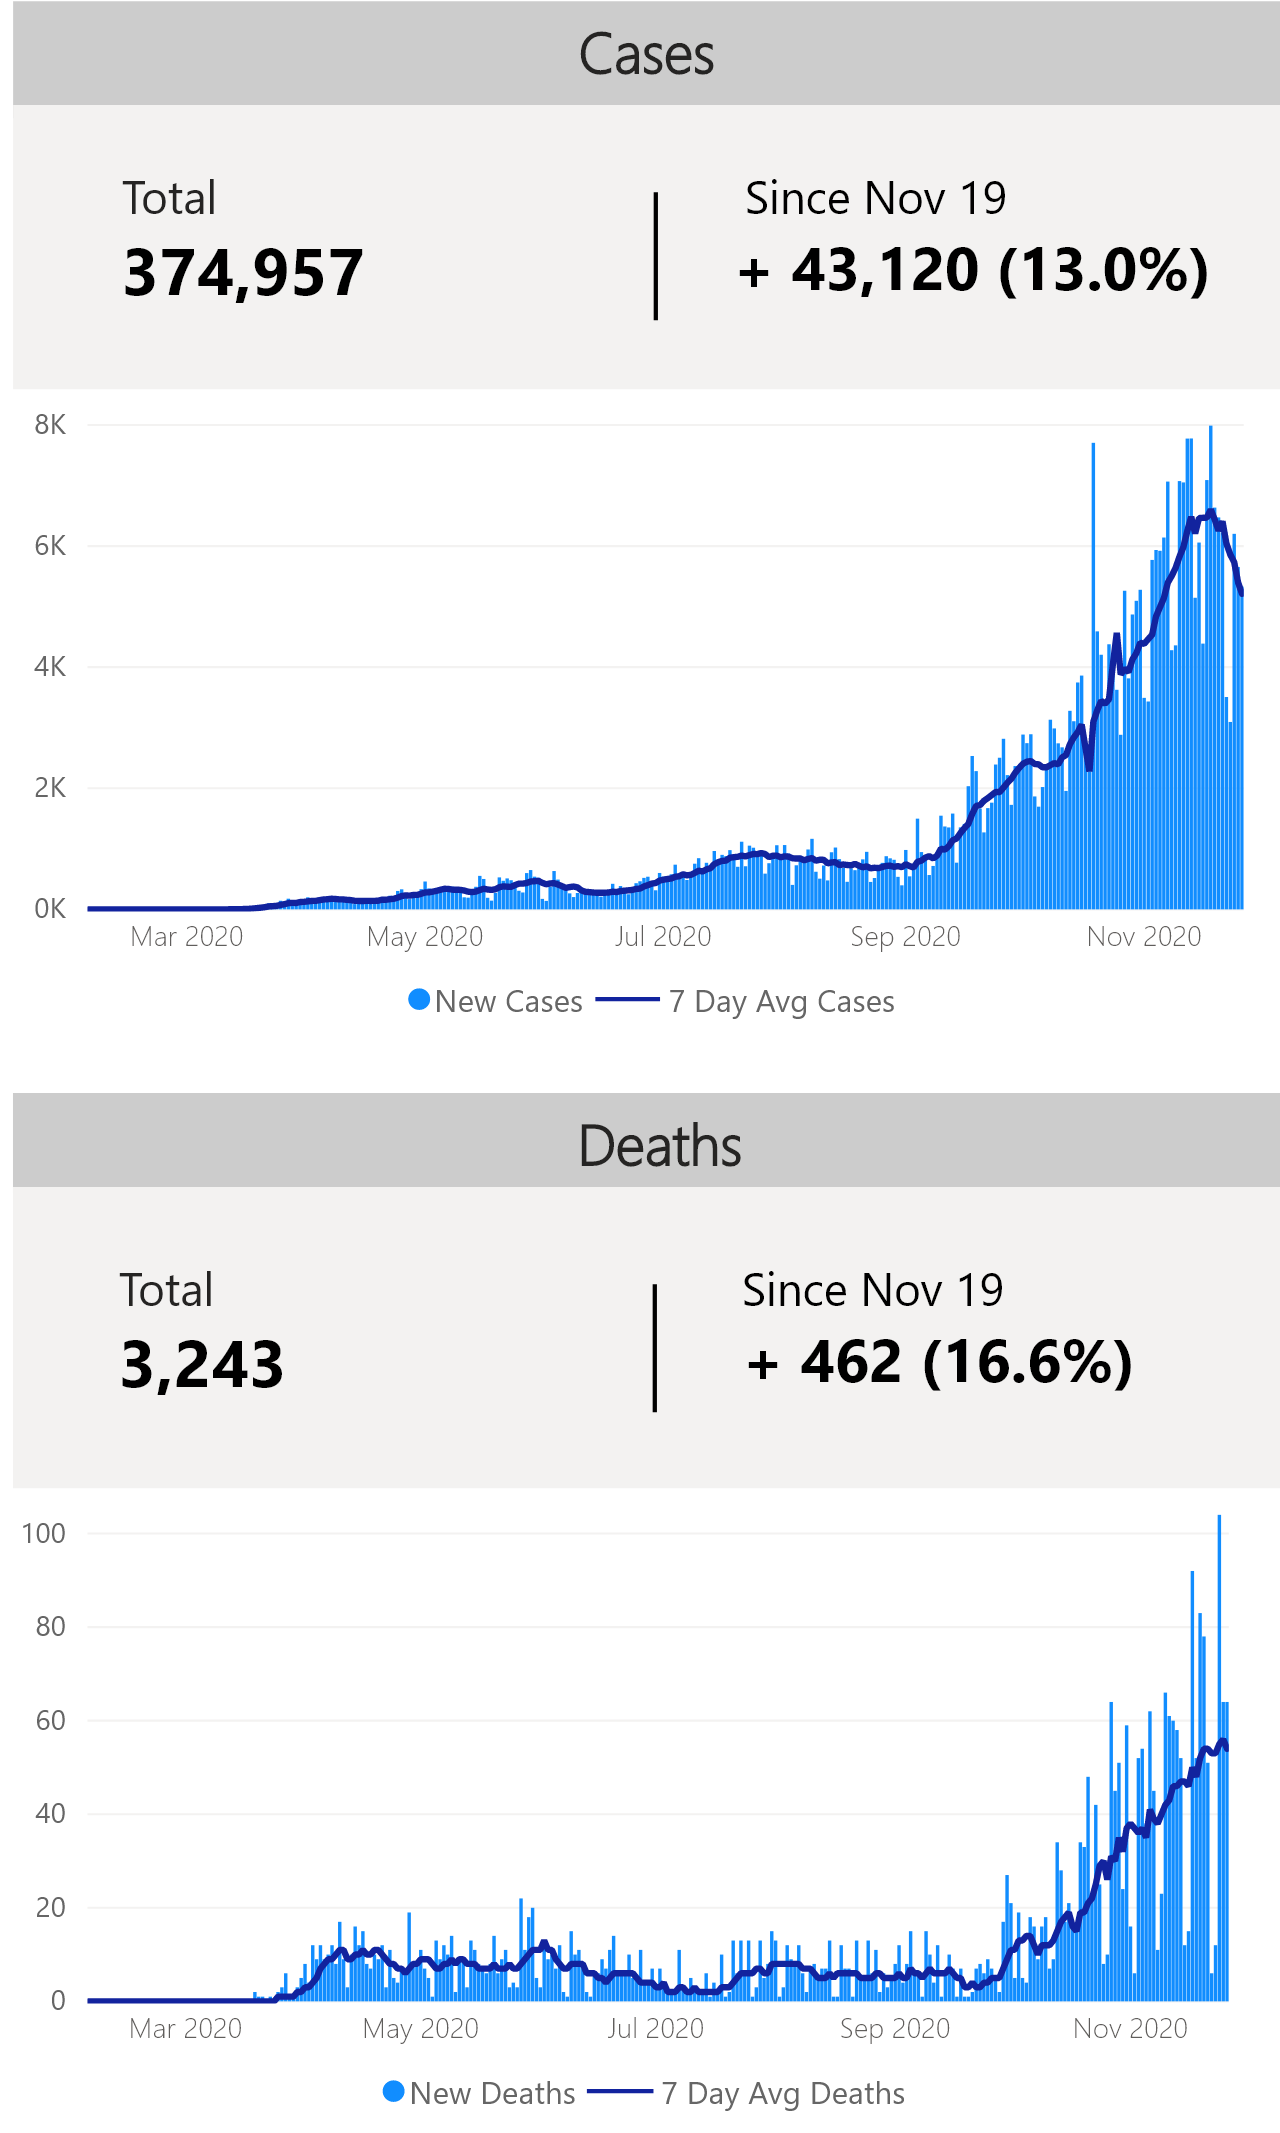 Cases
Total
Since Nov 19
374,957
+ 43,120 (13.0%)
8K
6K
4K
2K
0K
Mar 2020 May 2020 Jul 2020 Sep 2020 Nov 2020
New Cases 7 Day Avg Cases
Deaths
Total
Since Nov 19
3,243
+ 462 (16.6%)
100
80
60
40
20
0
Mar 2020 May 2020 Jul 2020 Sep 2020 Nov 2020
New Deaths 7 Day Avg Deaths